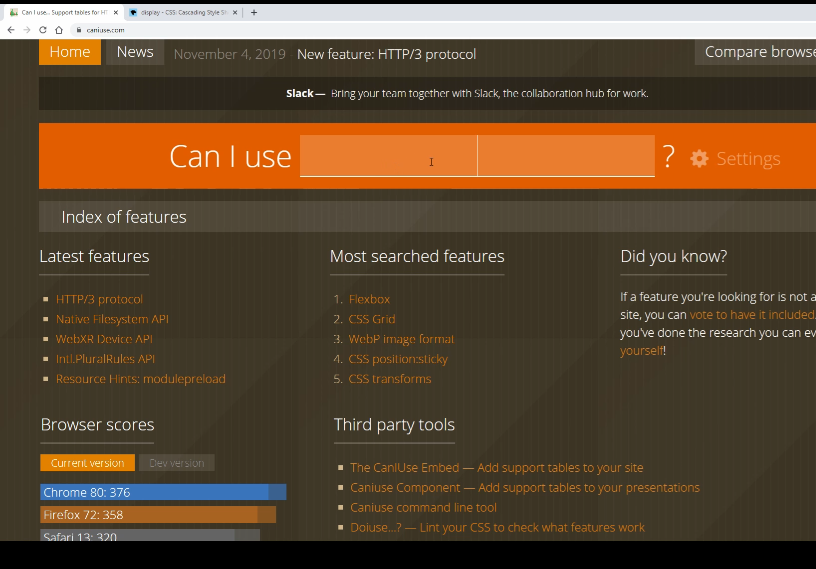 Can I use... Support tables for HT
display - CSS: Cascading Style Sh
caniuse.com
Home
News
November 4, 2019 - New feature: HTTP/3 protocol
Compare browse
Slack — Bring your team together with Slack, the collaboration hub for work.
Can I use
?
Settings
Index of features
Latest features
HTTP/3 protocol
Native Filesystem API
WebXR Device API
Intl.PluralRules API
Resource Hints: modulepreload
Most searched features
1. Flexbox
2. CSS Grid
3. WebP image format
4. CSS position:sticky
5. CSS transforms
Did you know?
If a feature you're looking for is not a
site, you can vote to have it included.
you've done the research you can ev
yourself!
Browser scores
Current version
Dev version
Chrome 80: 376
Firefox 72: 358
Safari 13: 320
Third party tools
The CanIUse Embed — Add support tables to your site
Caniuse Component — Add support tables to your presentations
Caniuse command line tool
Doiuse...? — Lint your CSS to check what features work